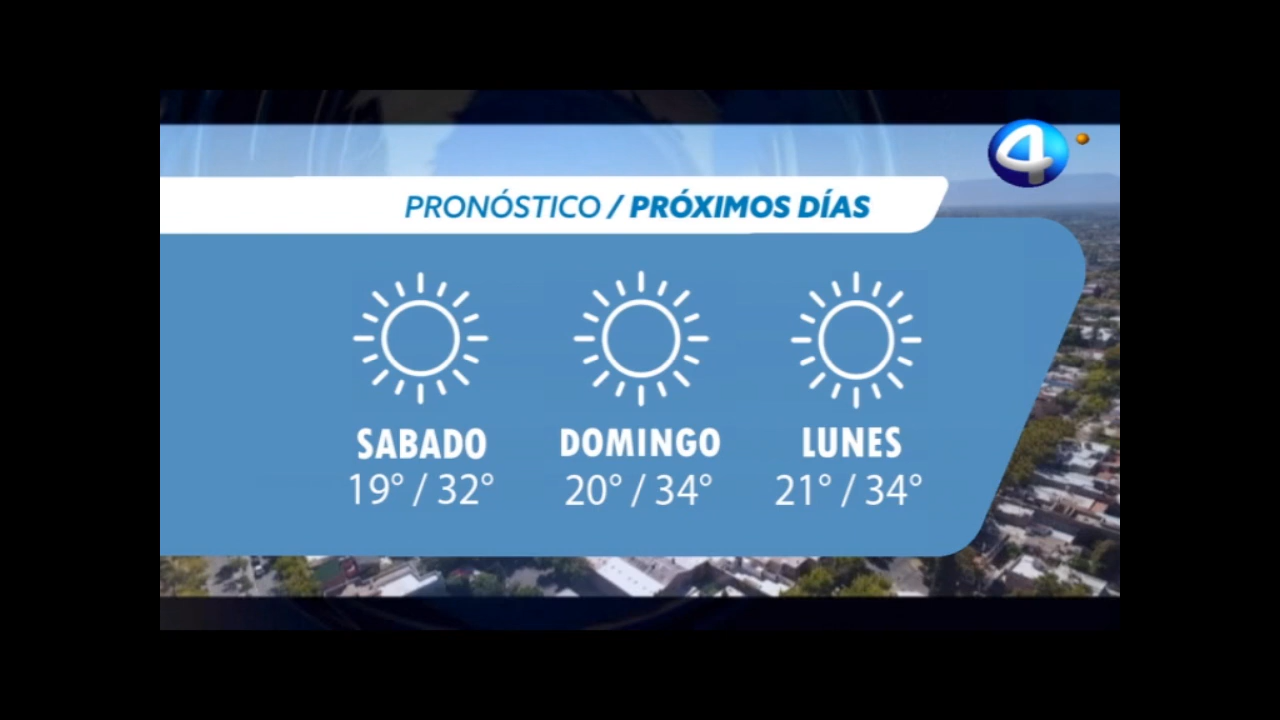 4
PRONÓSTICO / PRÓXIMOS DÍAS
SABADO
19° / 32°
DOMINGO
20° / 34°
LUNES
21° / 34°